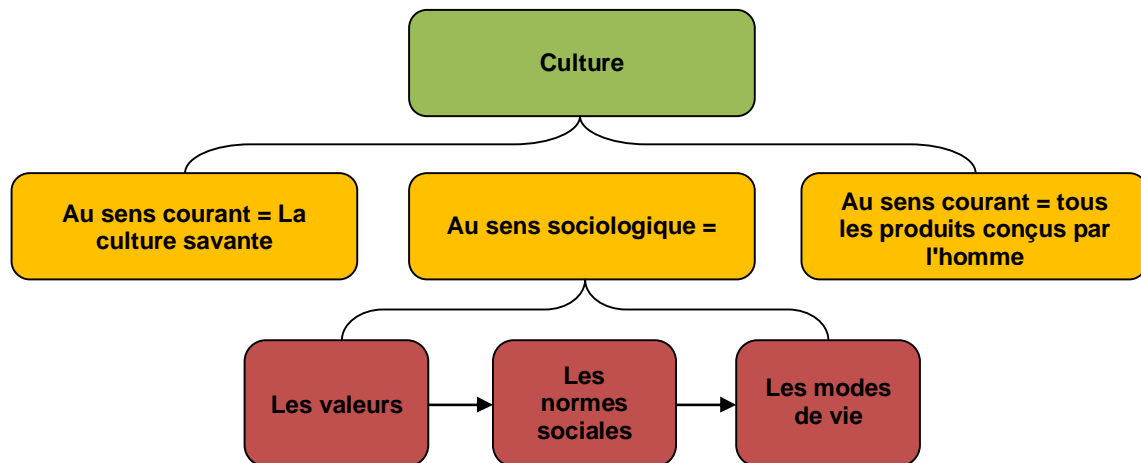 Culture
Au sens courant = La
culture savante
Au sens sociologique =
Au sens courant = tous
les produits conçus par
l'homme
Les valeurs
Les
normes
sociales
Les modes
de vie